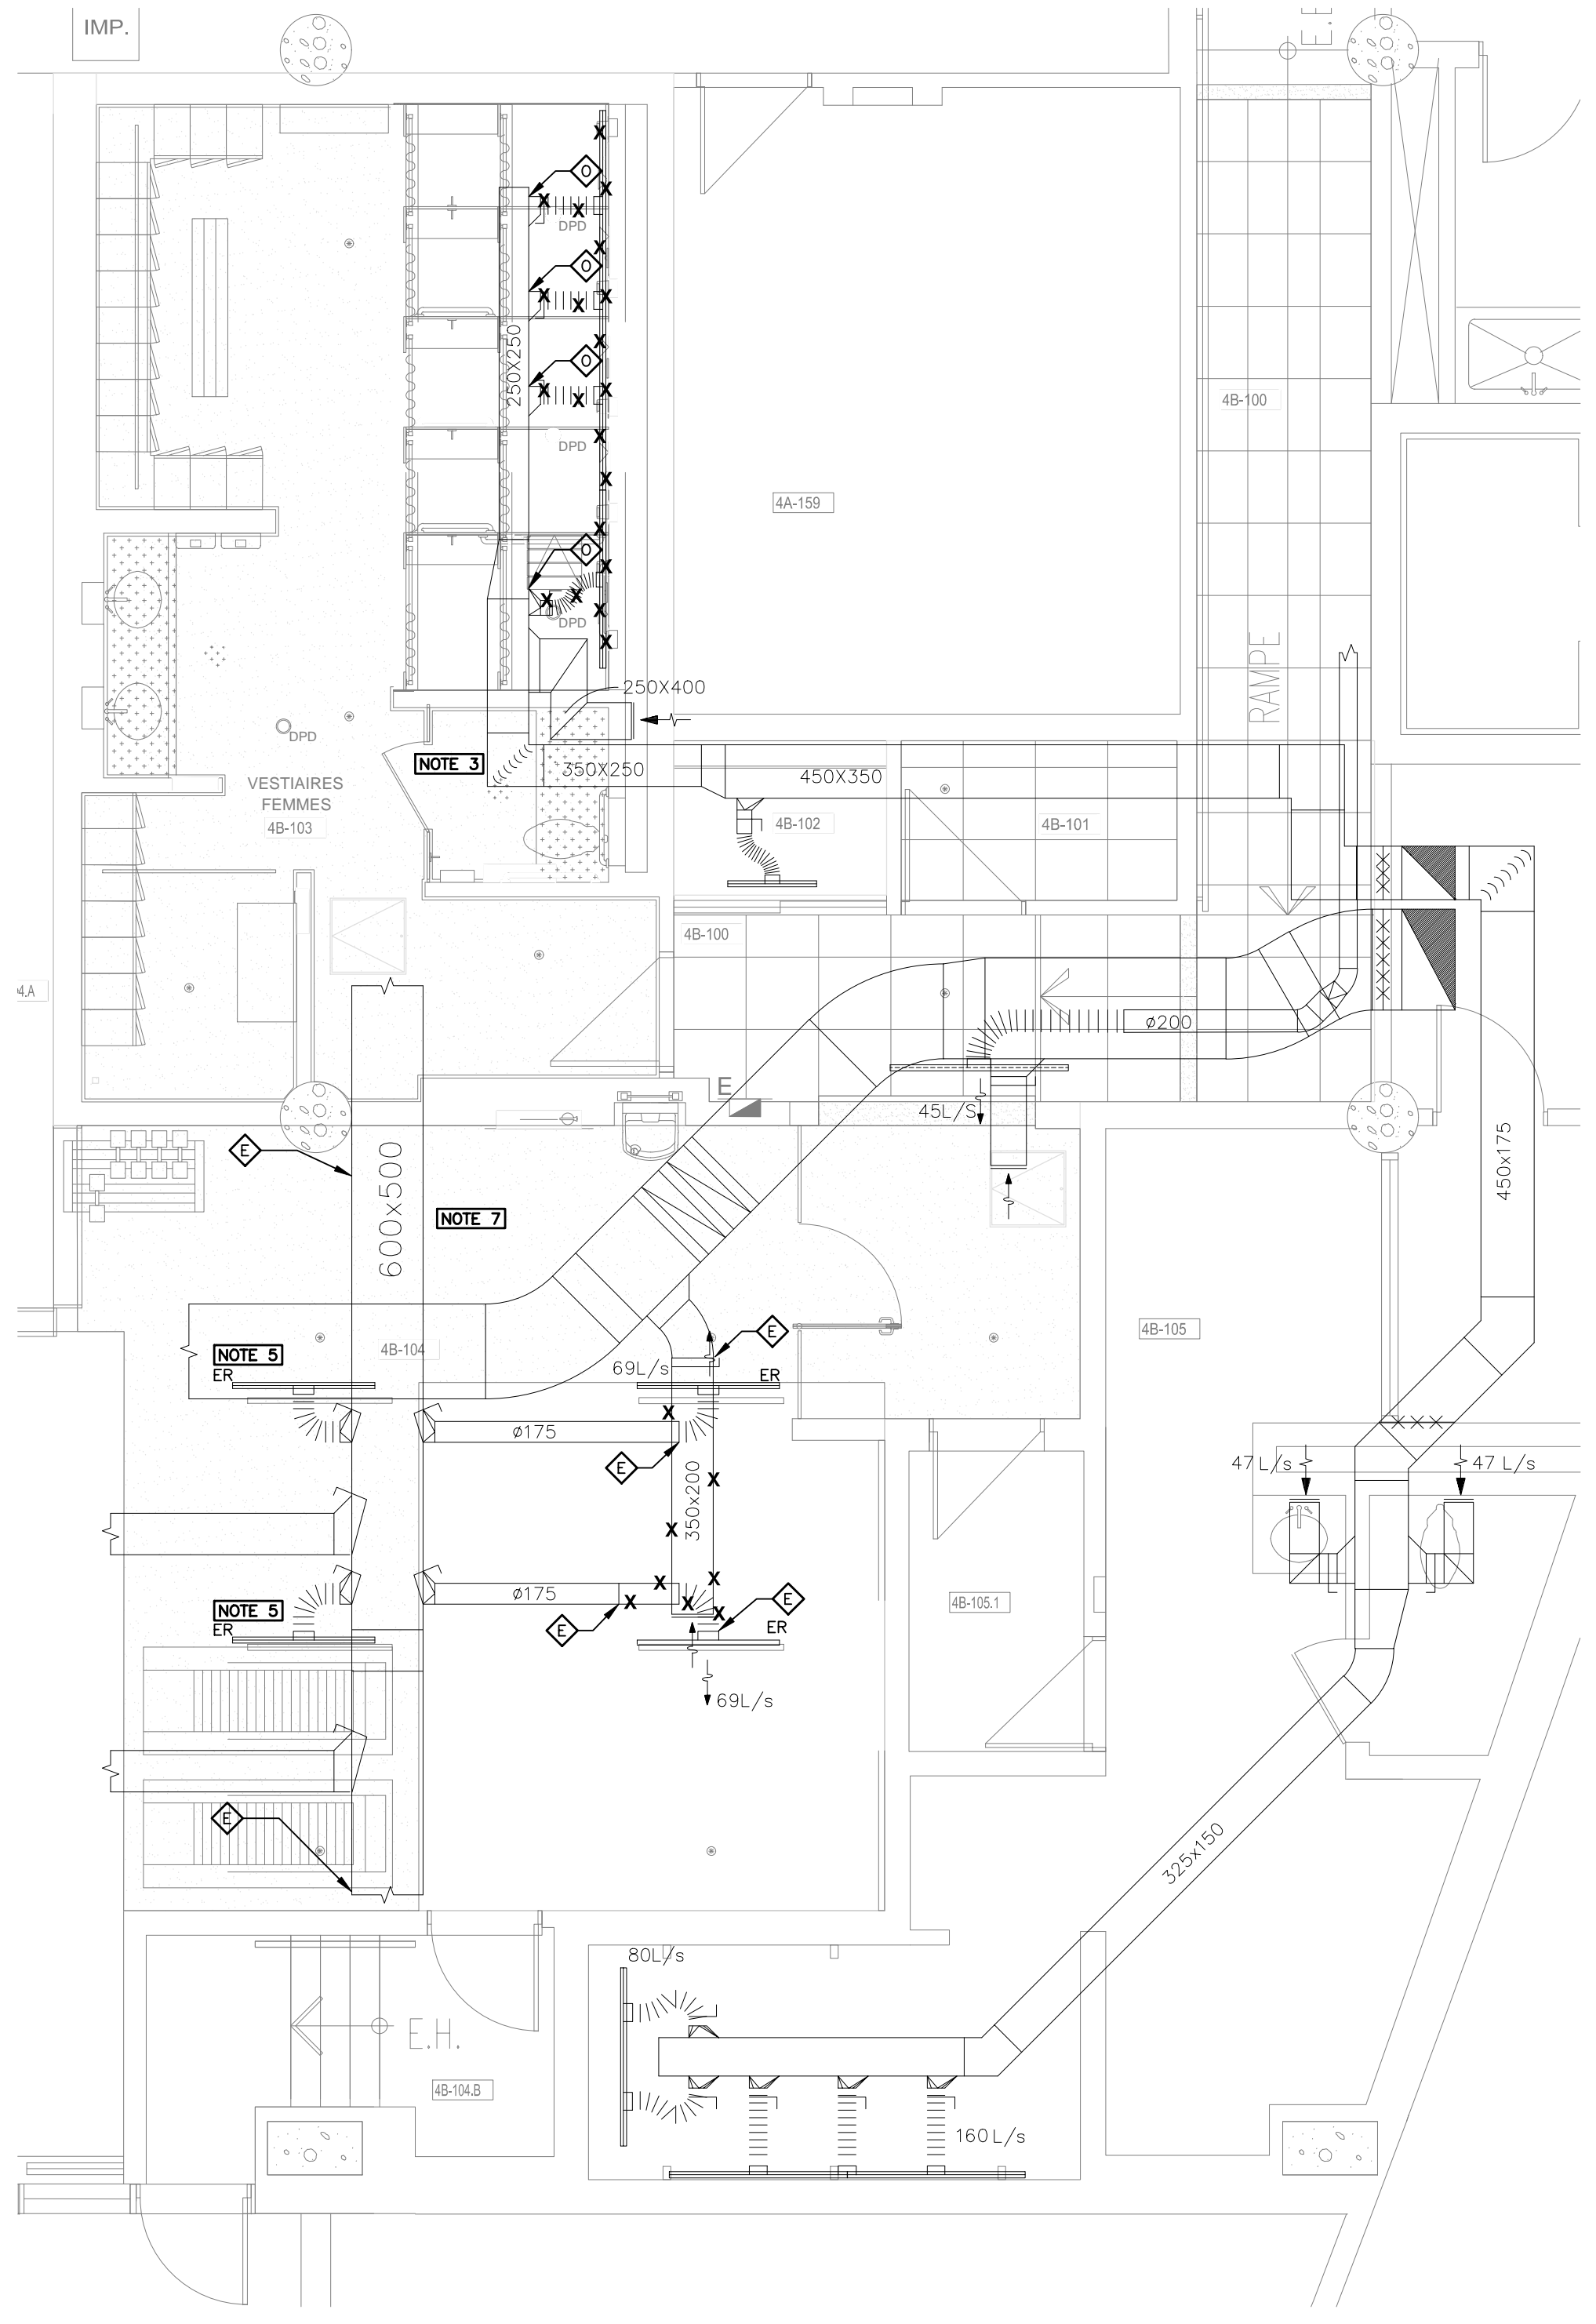 IMP.
E.E
O
DPD
O
250X250
O
4B-100
DPD
4A-159
O
DPD
RAMPE
250X400
DPD
NOTE 3
350X250
450X350
VESTIAIRES
FEMMES
4B-103
4B-102
4B-101
4B-100
4.A
ø200
E
45L/S
E
600x500
450x175
NOTE 7
E
4B-105
NOTE 5
4B-104
69L/s
ER
ER
ø175
E
350x200
47 L/s
47 L/s
ø175
NOTE 5
E
4B-105.1
ER
E
ER
69L/s
E
325x150
80L/s
E.H.
4B-104.B
160 L/s